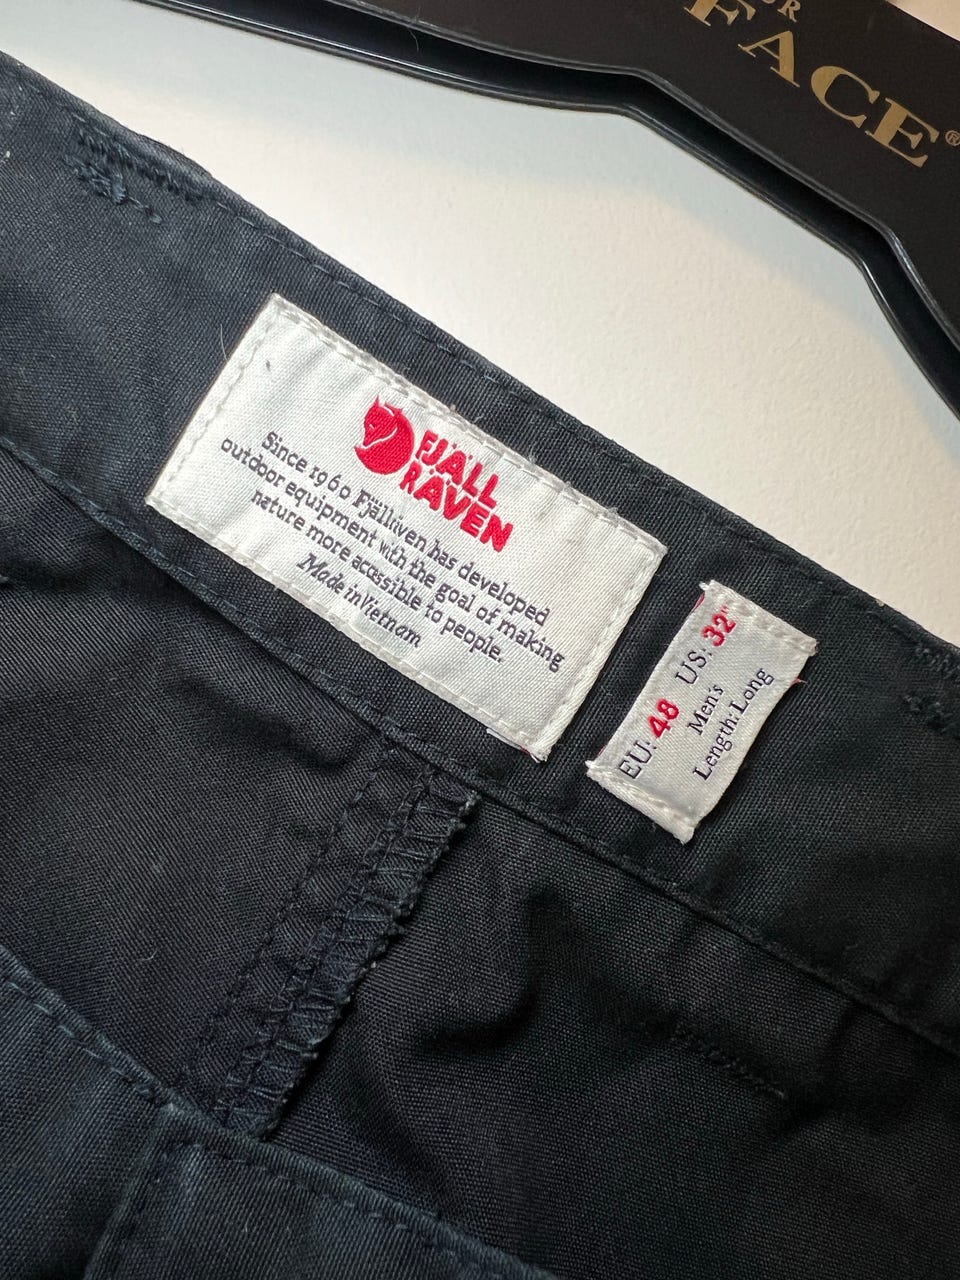 FACE®
FJÄLL
RÄVEN
Since 1960 Fjällräven has developed
outdoor equipment with the goal of making
nature more accessible to people.
Made in Vietnam
EU: 48 US: 32"
Men's
Length: Long